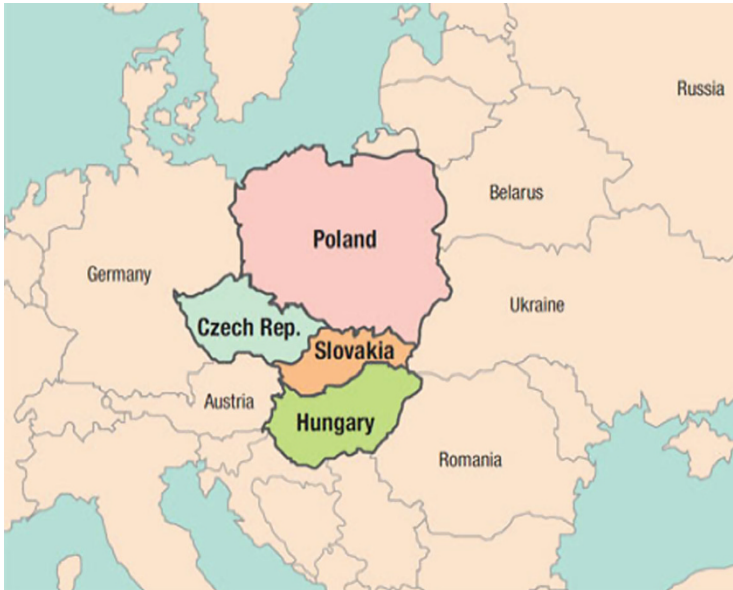 Russia
Belarus
Poland
Germany
Ukraine
Czech Rep.
Slovakia
Austria
Hungary
Romania